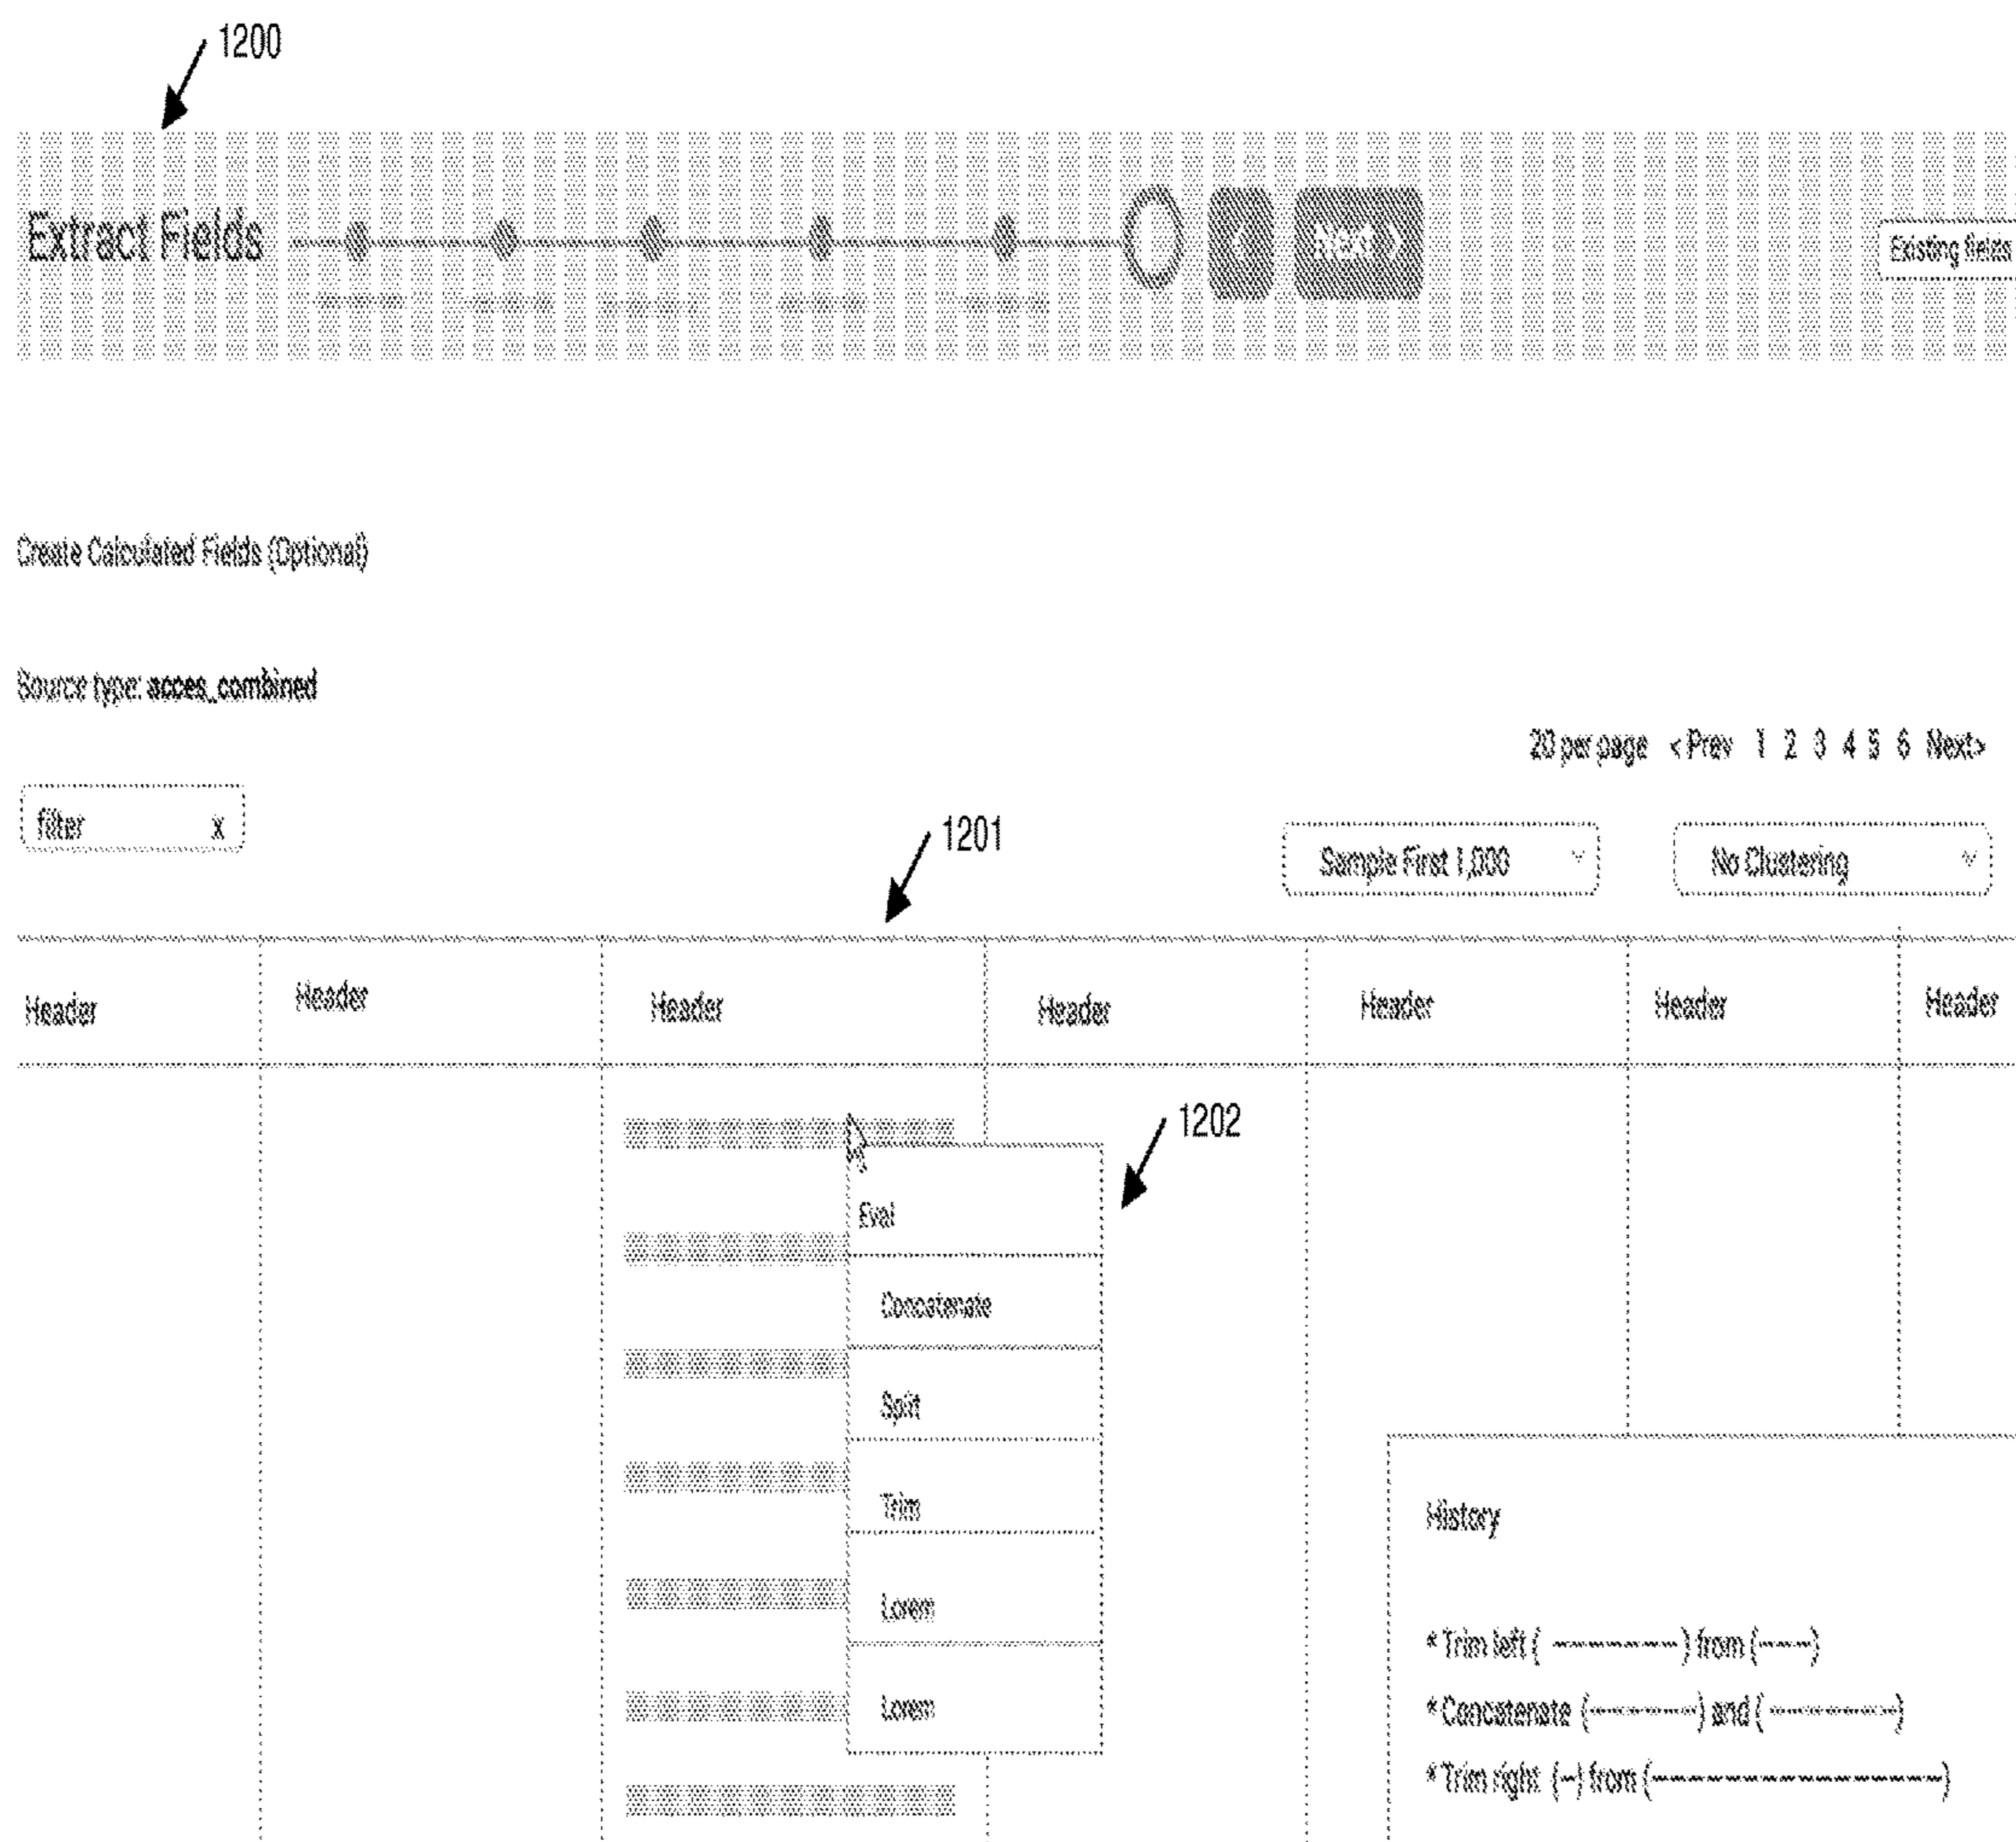 1200
Extract Fields
‹ Next ›
Existing fields
Create Calculated Fields (Optional)
Source type: acces_combined
20 per page < Prev 1 2 3 4 5 6 Next>
filter x
1201
Sample First 1,000
No Clustering
Header Header Header Header Header Header Header
1202
Eval
Concatenate
Split
Trim
Lorem
Lorem
History
* Trim left ( ----------- ) from (----)
* Concatenate (----------) and ( -----------)
* Trim right (--) from (------------------------)